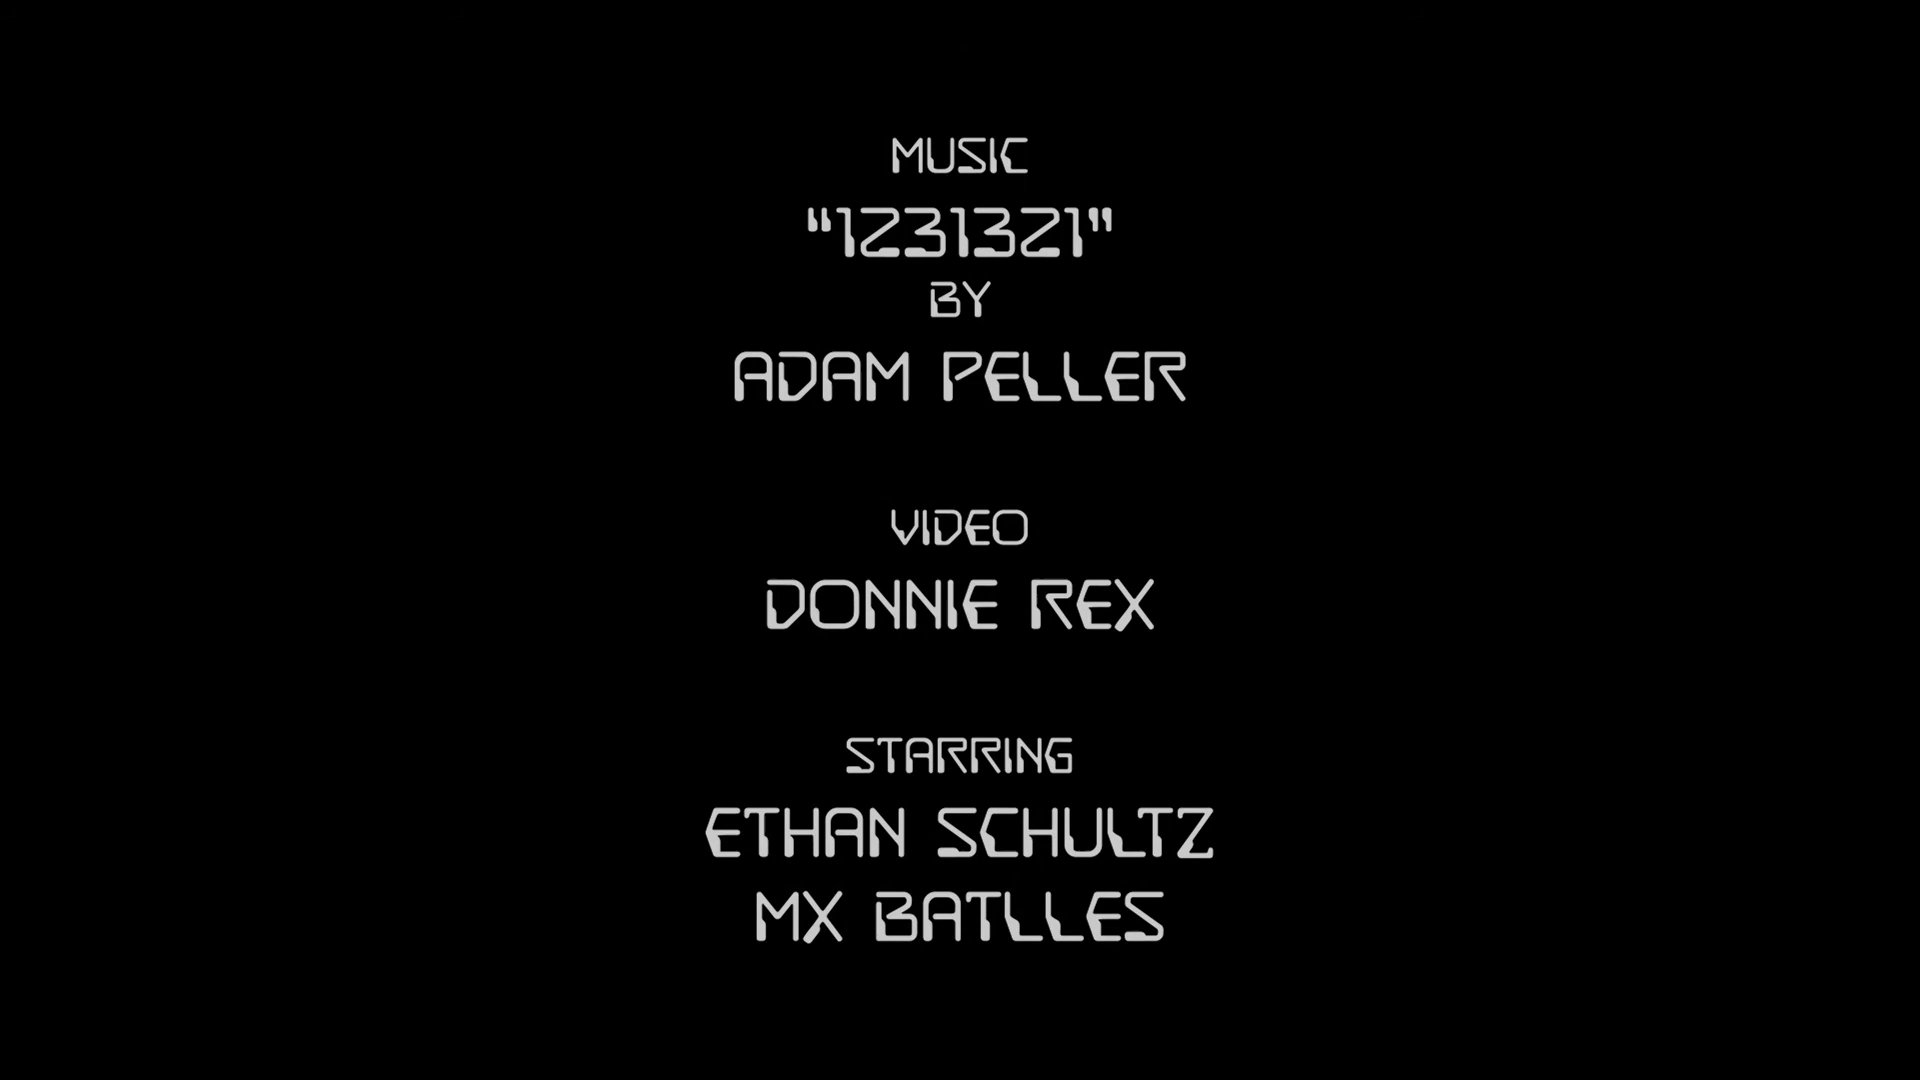 MUSIC
"1231321"
BY
ADAM PELLER
VIDEO
DONNIE REX
STARRING
ETHAN SCHULTZ
MX BATLLES